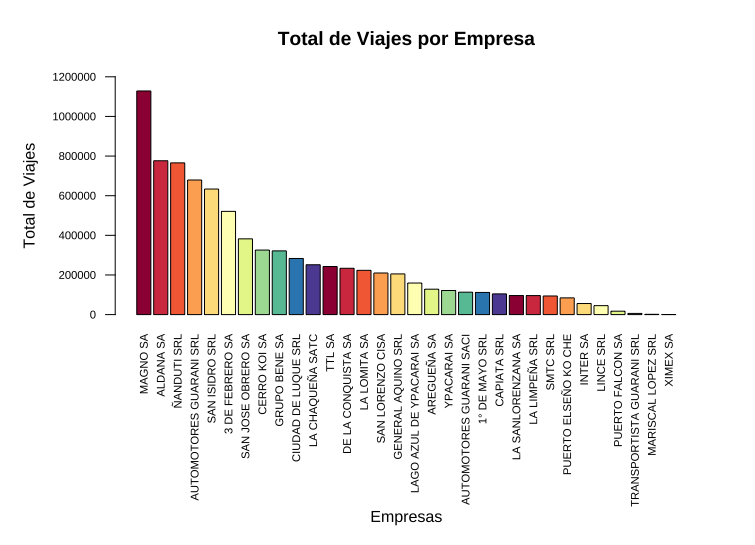 Total de Viajes por Empresa
1200000
1000000
800000
600000
400000
200000
0
Total de Viajes
MAGNO SA
ALDANA SA
ÑANDUTI SRL
AUTOMOTORES GUARANI SRL
SAN ISIDRO SRL
3 DE FEBRERO SA
SAN JOSE OBRERO SA
CERRO KOI SA
GRUPO BENE SA
CIUDAD DE LUQUE SRL
LA CHAQUEÑA SATC
TTL SA
DE LA CONQUISTA SA
LA LOMITA SA
SAN LORENZO CISA
GENERAL AQUINO SRL
LAGO AZUL DE YPACARAI SA
AREGUEÑA SA
YPACARAI SA
AUTOMOTORES GUARANI SACI
1° DE MAYO SRL
CAPIATA SRL
LA SANLORENZANA SA
LA LIMPEÑA SRL
SMTC SRL
PUERTO ELSEÑO KO CHE
INTER SA
LINCE SRL
PUERTO FALCON SA
TRANSPORTISTA GUARANI SRL
MARISCAL LOPEZ SRL
XIMEX SA
Empresas